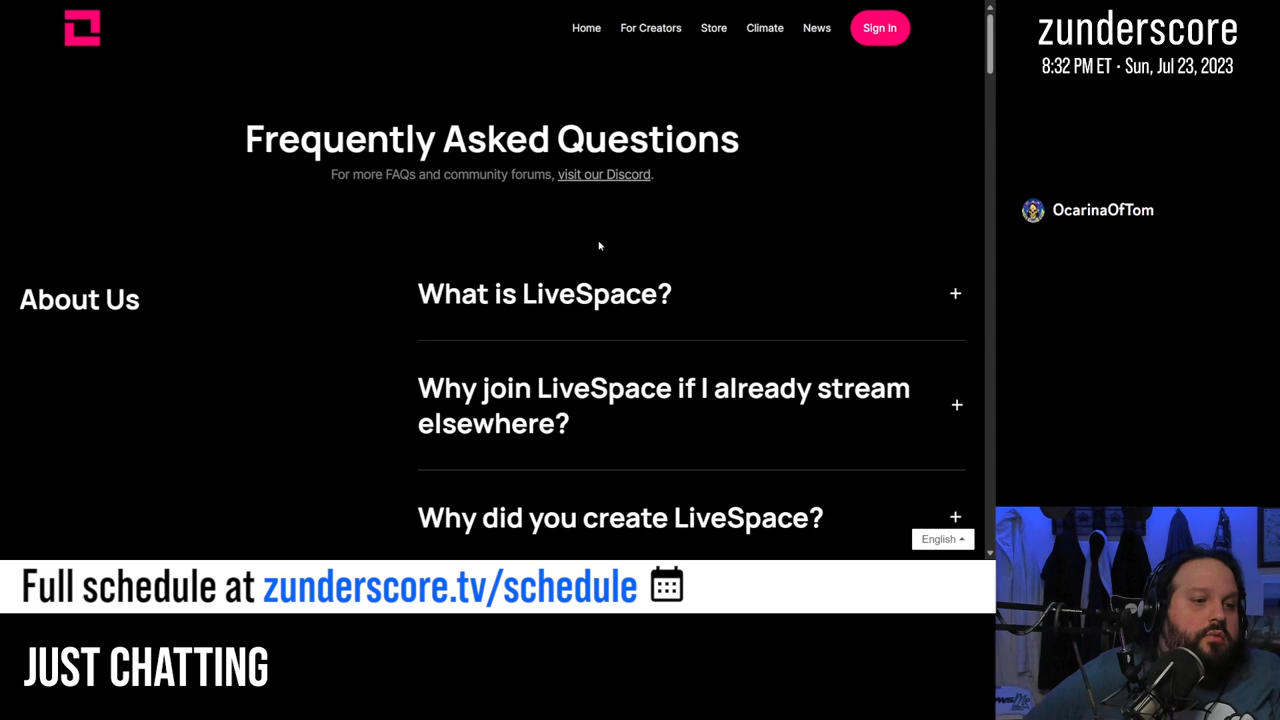 Home For Creators Store Climate News Sign In
Frequently Asked Questions
For more FAQs and community forums, visit our Discord.
About Us
What is LiveSpace? +
Why join LiveSpace if I already stream
elsewhere? +
Why did you create LiveSpace? +
English
zunderscore
8:32 PM ET · Sun, Jul 23, 2023
OcarinaOfTom
Full schedule at zunderscore.tv/schedule
JUST CHATTING